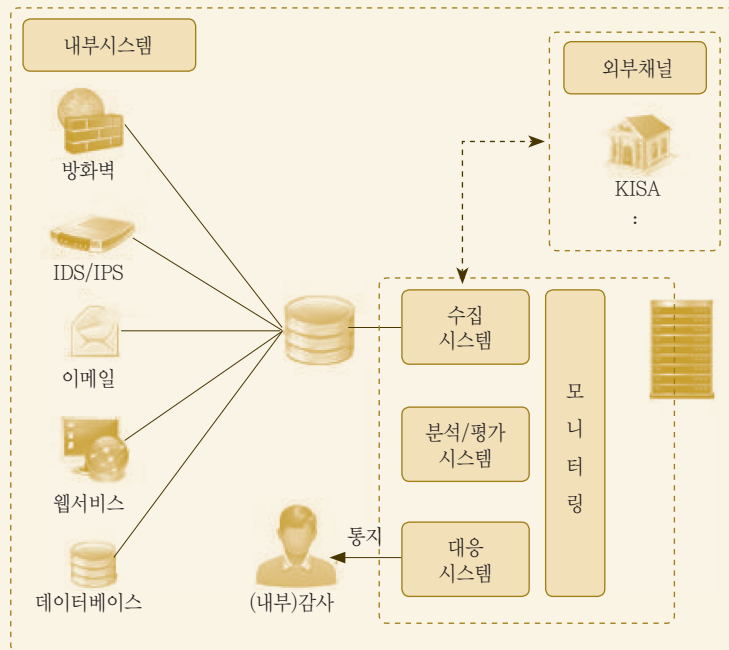 내부시스템
방화벽
IDS/IPS
이메일
웹서비스
데이터베이스
외부채널
KISA
:
수집
시스템
분석/평가
시스템
대응
시스템
모
니
터
링
통지
(내부)감사